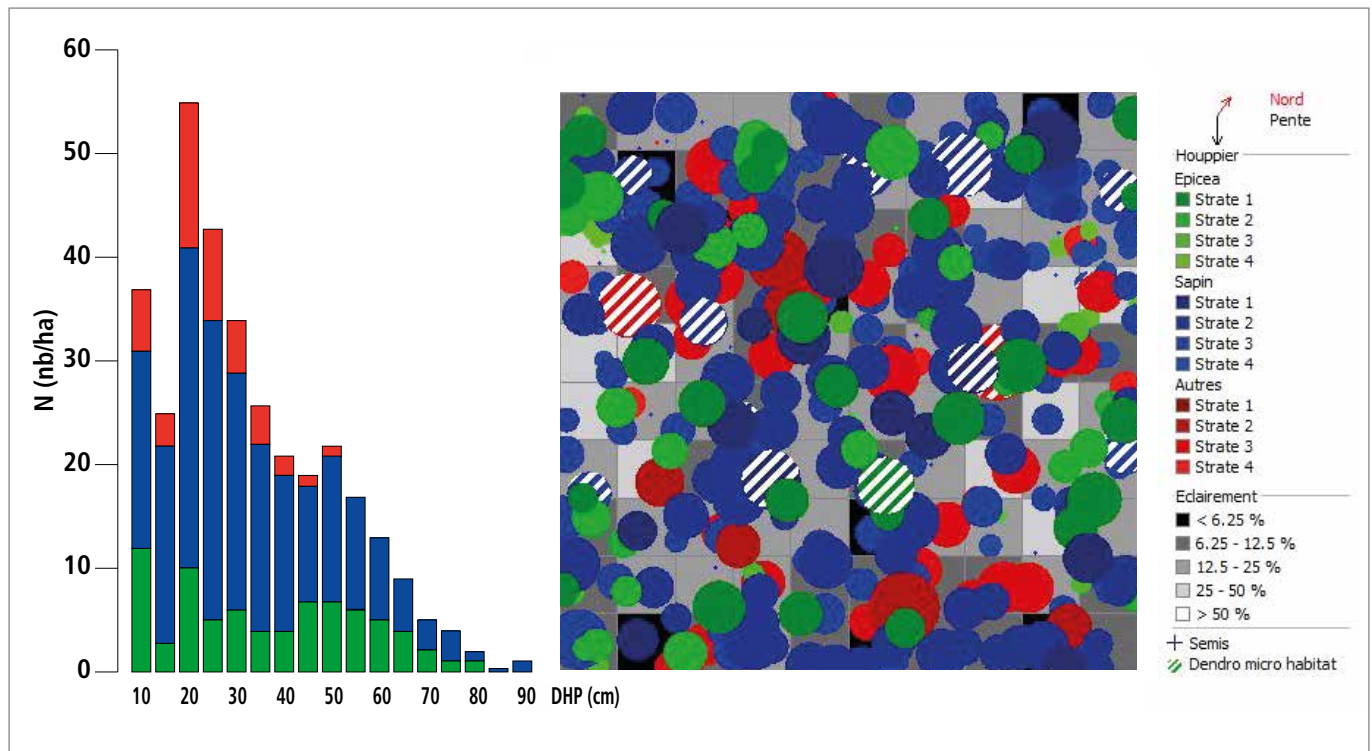 60
50
40
30
20
10
0
N (nb/ha)
10 20 30 40 50 60 70 80 90 DHP (cm)
Nord
Pente
Houppier
Epicea
Strate 1
Strate 2
Strate 3
Strate 4
Sapin
Strate 1
Strate 2
Strate 3
Strate 4
Autres
Strate 1
Strate 2
Strate 3
Strate 4
Eclairement
< 6.25 %
6.25 - 12.5 %
12.5 - 25 %
25 - 50 %
> 50 %
Semis
Dendro micro habitat